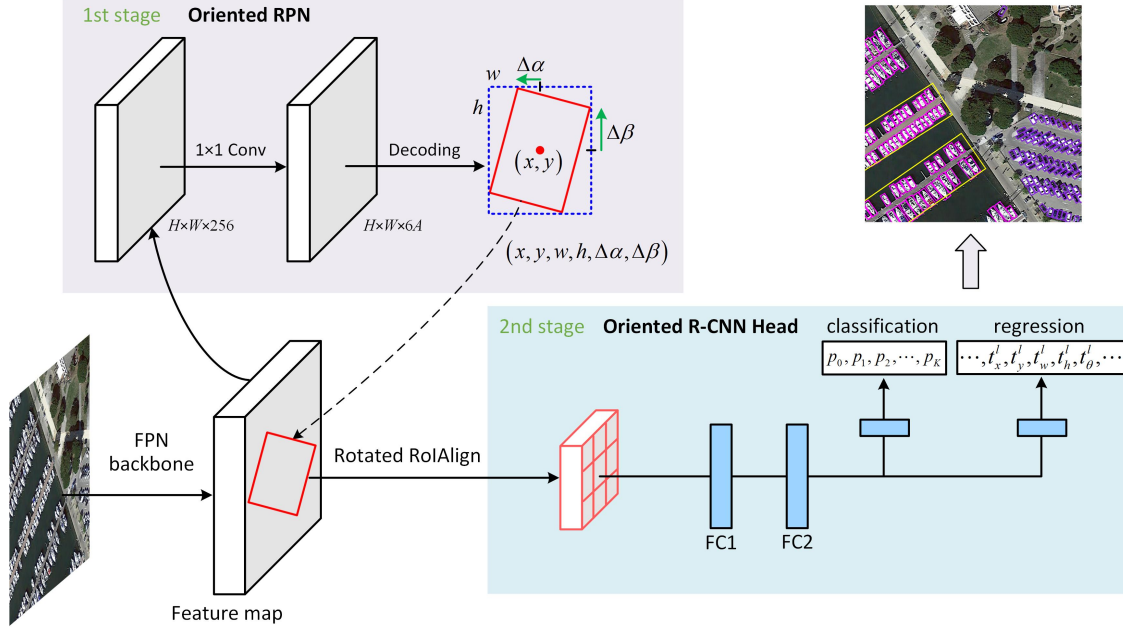 1st stage Oriented RPN
w Δα
h
Δβ
(x, y)
1×1 Conv
Decoding
H×W×256
H×W×6A
(x, y, w, h, Δα, Δβ)
2nd stage Oriented R-CNN Head
classification
regression
p₀, p₁, p₂, ⋯, p_K
⋯, t_x^l, t_y^l, t_w^l, t_h^l, t_θ^l, ⋯
FPN
backbone
Rotated RoIAlign
FC1
FC2
Feature map